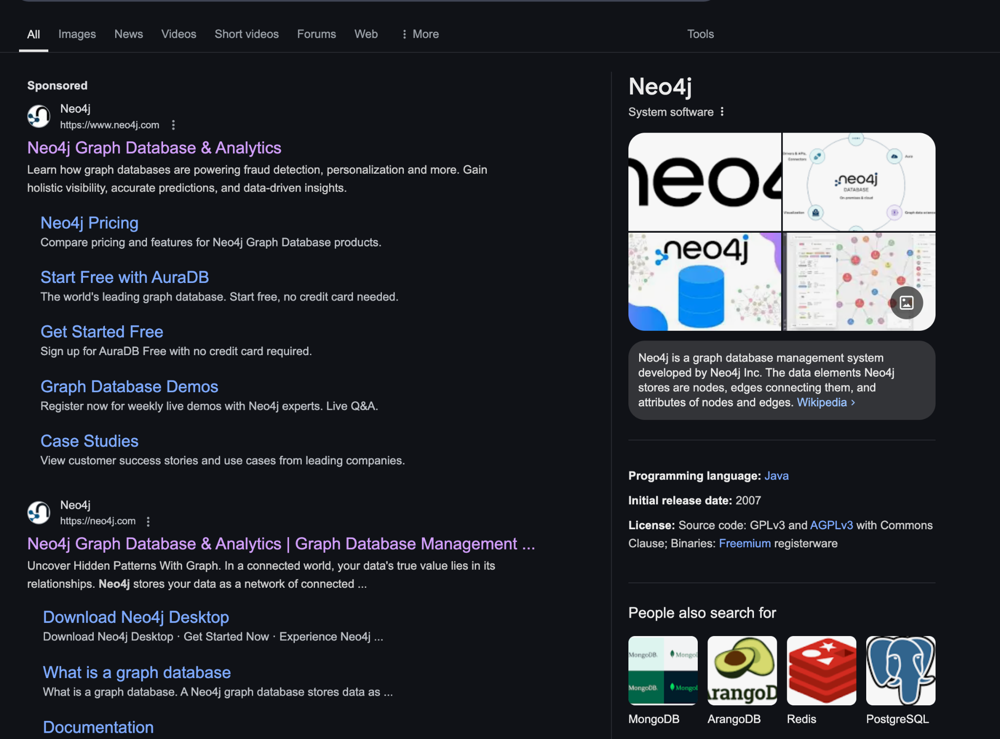 All
Images
News
Videos
Short videos
Forums
Web
More
Tools
Sponsored
Neo4j
https://www.neo4j.com
Neo4j Graph Database & Analytics
Learn how graph databases are powering fraud detection, personalization and more. Gain
holistic visibility, accurate predictions, and data-driven insights.
Neo4j Pricing
Compare pricing and features for Neo4j Graph Database products.
Start Free with AuraDB
The world's leading graph database. Start free, no credit card needed.
Get Started Free
Sign up for AuraDB Free with no credit card required.
Graph Database Demos
Register now for weekly live demos with Neo4j experts. Live Q&A.
Case Studies
View customer success stories and use cases from leading companies.
Neo4j
https://neo4j.com
Neo4j Graph Database & Analytics | Graph Database Management ...
Uncover Hidden Patterns With Graph. In a connected world, your data's true value lies in its
relationships. Neo4j stores your data as a network of connected ...
Download Neo4j Desktop
Download Neo4j Desktop · Get Started Now · Experience Neo4j ...
What is a graph database
What is a graph database. A Neo4j graph database stores data as ...
Documentation
Neo4j
System software
neo4
Drivers & APIs,
Connectors
Aura
neo4j
DATABASE
On-premises & cloud
Visualization
Graph data science
neo4j
Neo4j is a graph database management system
developed by Neo4j Inc. The data elements Neo4j
stores are nodes, edges connecting them, and
attributes of nodes and edges. Wikipedia ›
Programming language: Java
Initial release date: 2007
License: Source code: GPLv3 and AGPLv3 with Commons
Clause; Binaries: Freemium registerware
People also search for
MongoDB.
MongoD
MongoDB.
Mongo
ArangoD
MongoDB
ArangoDB
Redis
PostgreSQL